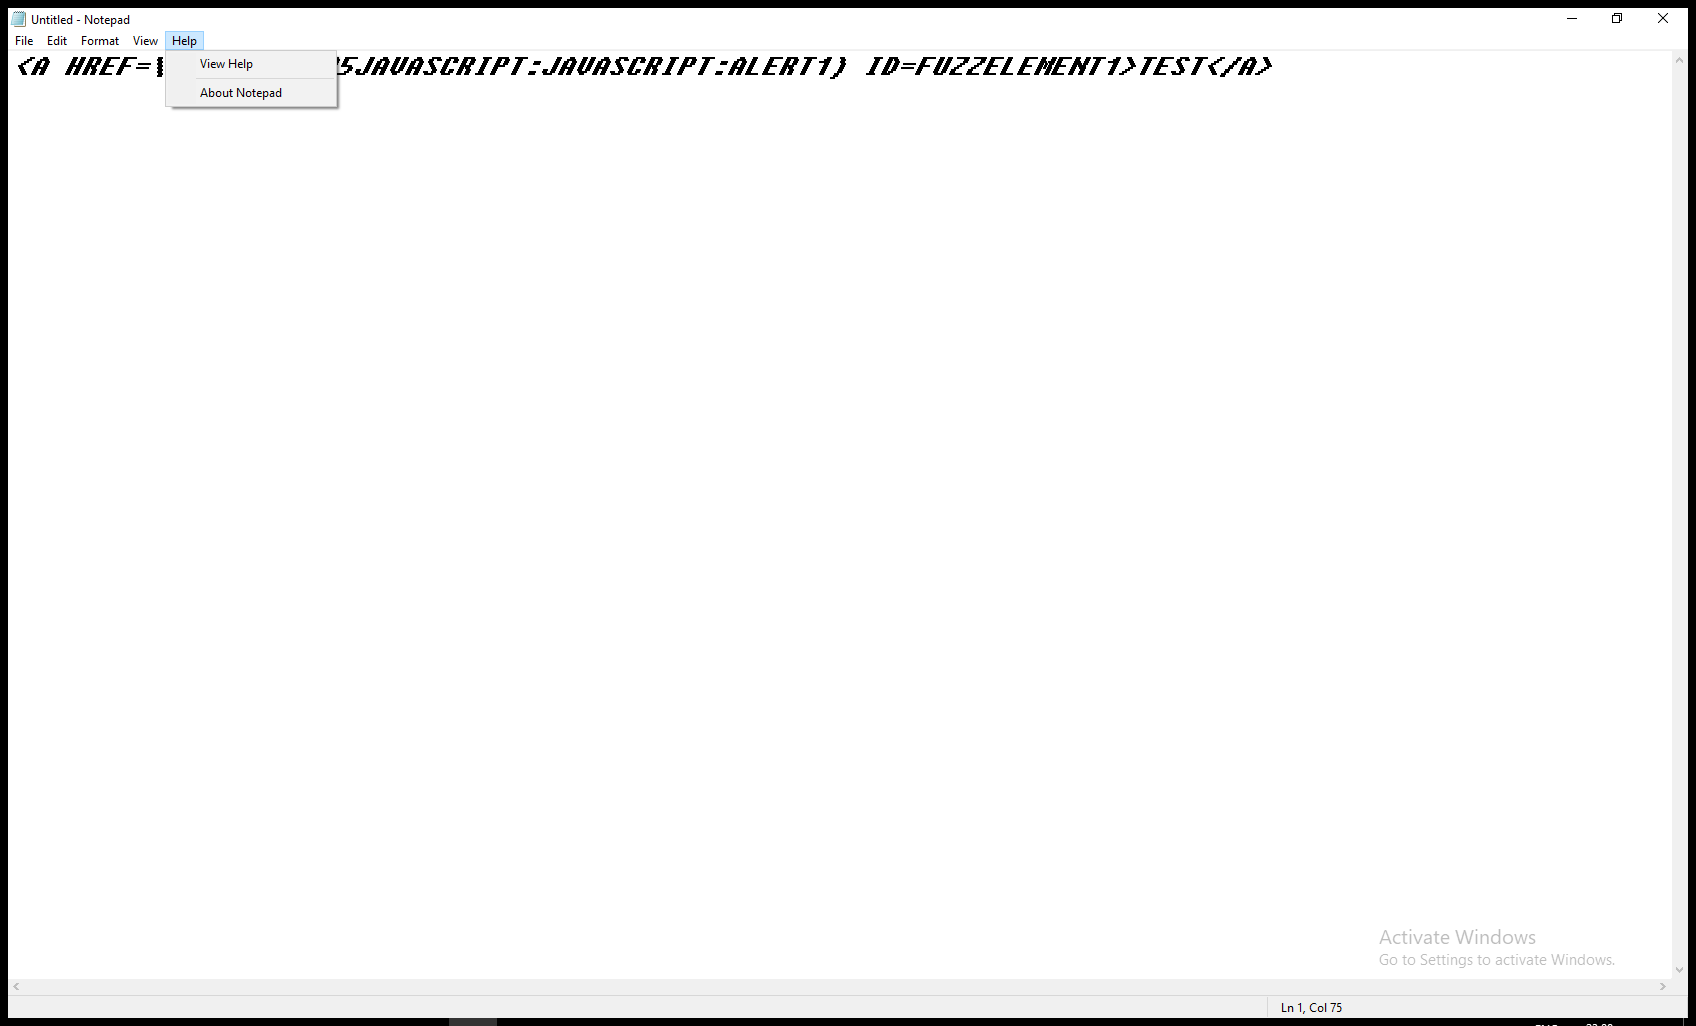 Untitled - Notepad
File Edit Format View Help
<A HREF= 5JAVASCRIPT:JAVASCRIPT:ALERT1) ID=FUZZELEMENT1>TEST</A>
View Help
About Notepad
Activate Windows
Go to Settings to activate Windows.
Ln 1, Col 75